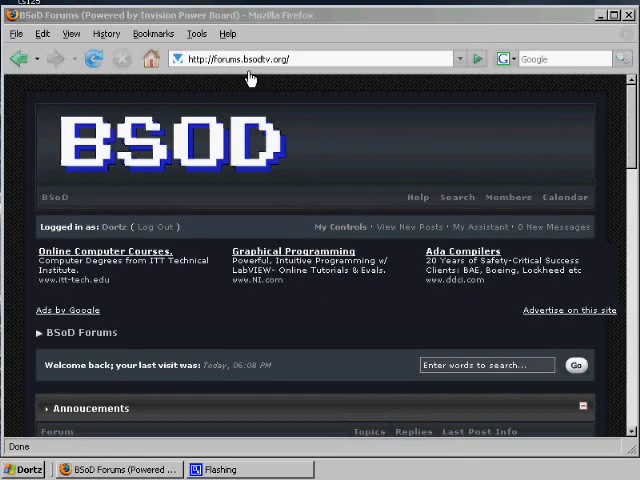 BSoD Forums (Powered by Invision Power Board) - Mozilla Firefox
File Edit View History Bookmarks Tools Help
http://forums.bsodtv.org/ G Google
BSOD
BSoD Help Search Members Calendar
Logged in as: Dortz ( Log Out ) My Controls · View New Posts · My Assistant · 0 New Messages
Online Computer Courses. Graphical Programming Ada Compilers
Computer Degrees from ITT Technical Powerful, Intuitive Programming w/ 20 Years of Safety-Critical Success
Institute. LabVIEW- Online Tutorials & Evals. Clients: BAE, Boeing, Lockheed etc
www.itt-tech.edu www.NI.com www.ddci.com
Ads by Google Advertise on this site
BSoD Forums
Welcome back; your last visit was: Today, 06:08 PM Enter words to search... Go
Annoucements
Forum Topics Replies Last Post Info
Done
Dortz BSoD Forums (Powered ... Flashing